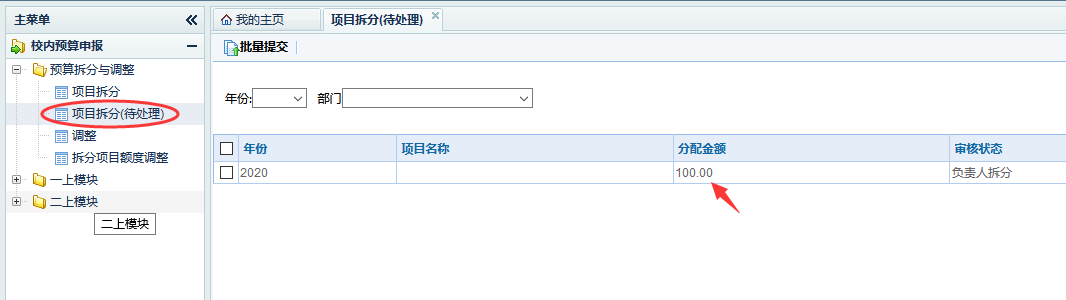 主菜单
校内预算申报
预算拆分与调整
项目拆分
项目拆分(待处理)
调整
拆分项目额度调整
一上模块
二上模块
二上模块
我的主页 项目拆分(待处理)
批量提交
年份: 部门
年份 项目名称 分配金额 审核状态
2020 100.00 负责人拆分